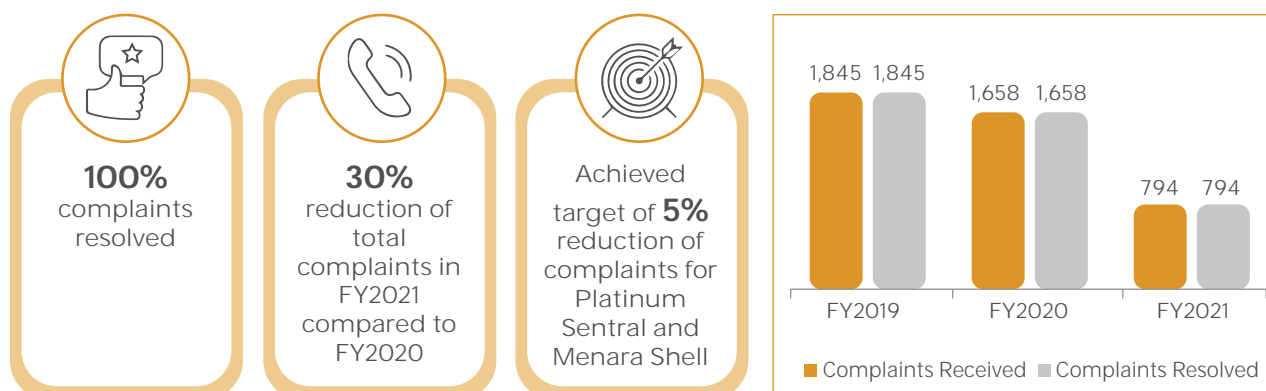 100%
complaints
resolved
30%
reduction of
total
complaints in
FY2021
compared to
FY2020
Achieved
target of 5%
reduction of
complaints for
Platinum
Sentral and
Menara Shell
1,845 1,845
1,658 1,658
794 794
FY2019 FY2020 FY2021
Complaints Received Complaints Resolved